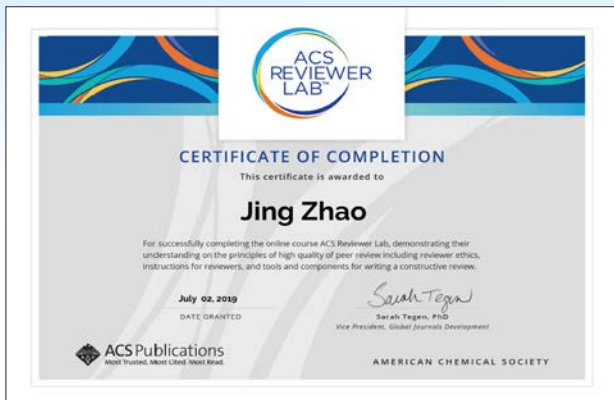 ACS
REVIEWER
LAB™
CERTIFICATE OF COMPLETION
This certificate is awarded to
Jing Zhao
For successfully completing the online course ACS Reviewer Lab, demonstrating their
understanding on the principles of high quality of peer review including reviewer ethics,
instructions for reviewers, and tools and components for writing a constructive review.
July 02, 2019
DATE GRANTED
Sarah Tegen
Sarah Tegen, PhD
Vice President, Global Journals Development
ACS Publications
Most Trusted. Most Cited. Most Read.
AMERICAN CHEMICAL SOCIETY